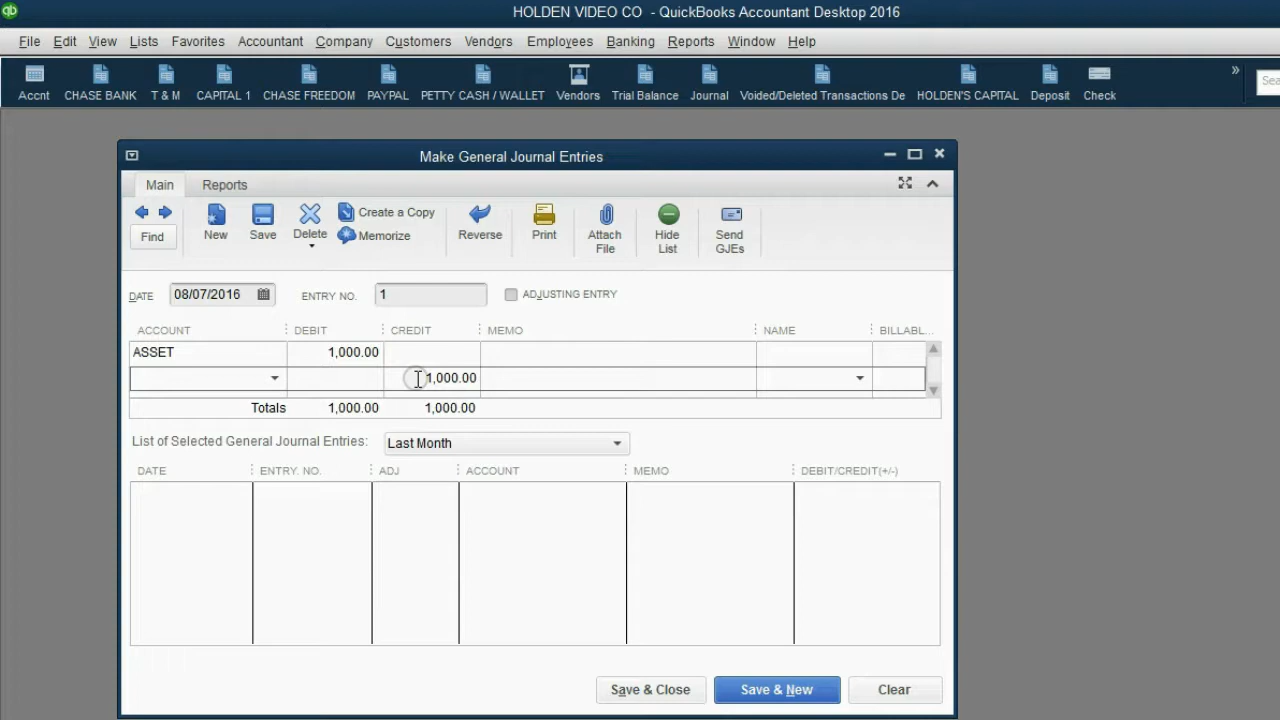 qb
HOLDEN VIDEO CO - QuickBooks Accountant Desktop 2016
File Edit View Lists Favorites Accountant Company Customers Vendors Employees Banking Reports Window Help
Accnt CHASE BANK T & M CAPITAL 1 CHASE FREEDOM PAYPAL PETTY CASH / WALLET Vendors Trial Balance Journal Voided/Deleted Transactions De HOLDEN'S CAPITAL Deposit Check » Sea
Make General Journal Entries
Main Reports
Find New Save Delete Create a Copy Memorize Reverse Print Attach File Hide List Send GJEs
DATE 08/07/2016 ENTRY NO. 1 ADJUSTING ENTRY
ACCOUNT DEBIT CREDIT MEMO NAME BILLABL...
ASSET 1,000.00
1,000.00
Totals 1,000.00 1,000.00
List of Selected General Journal Entries: Last Month
DATE ENTRY. NO. ADJ ACCOUNT MEMO DEBIT/CREDIT(+/-)
Save & Close Save & New Clear